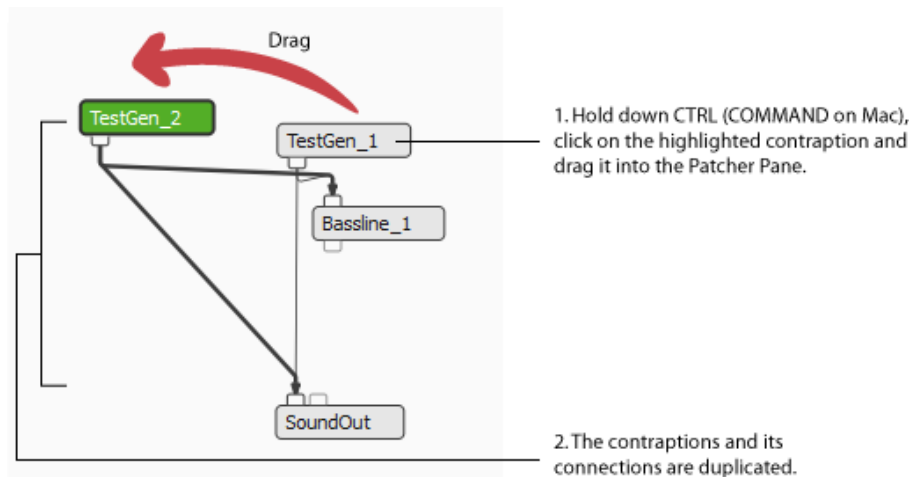 Drag
TestGen_2
TestGen_1
Bassline_1
SoundOut
1. Hold down CTRL (COMMAND on Mac),
click on the highlighted contraption and
drag it into the Patcher Pane.
2. The contraptions and its
connections are duplicated.